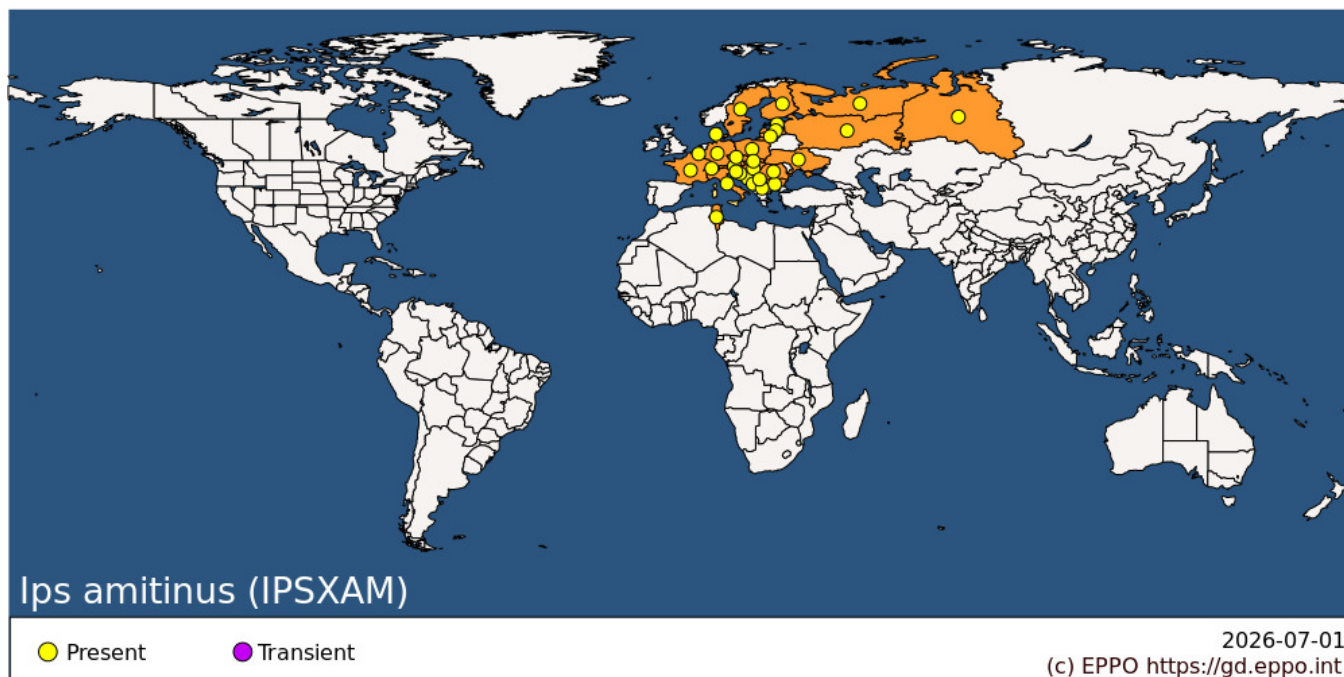 Ips amitinus (IPSXAM)
Present
Transient
2026-07-01
(c) EPPO https://gd.eppo.int